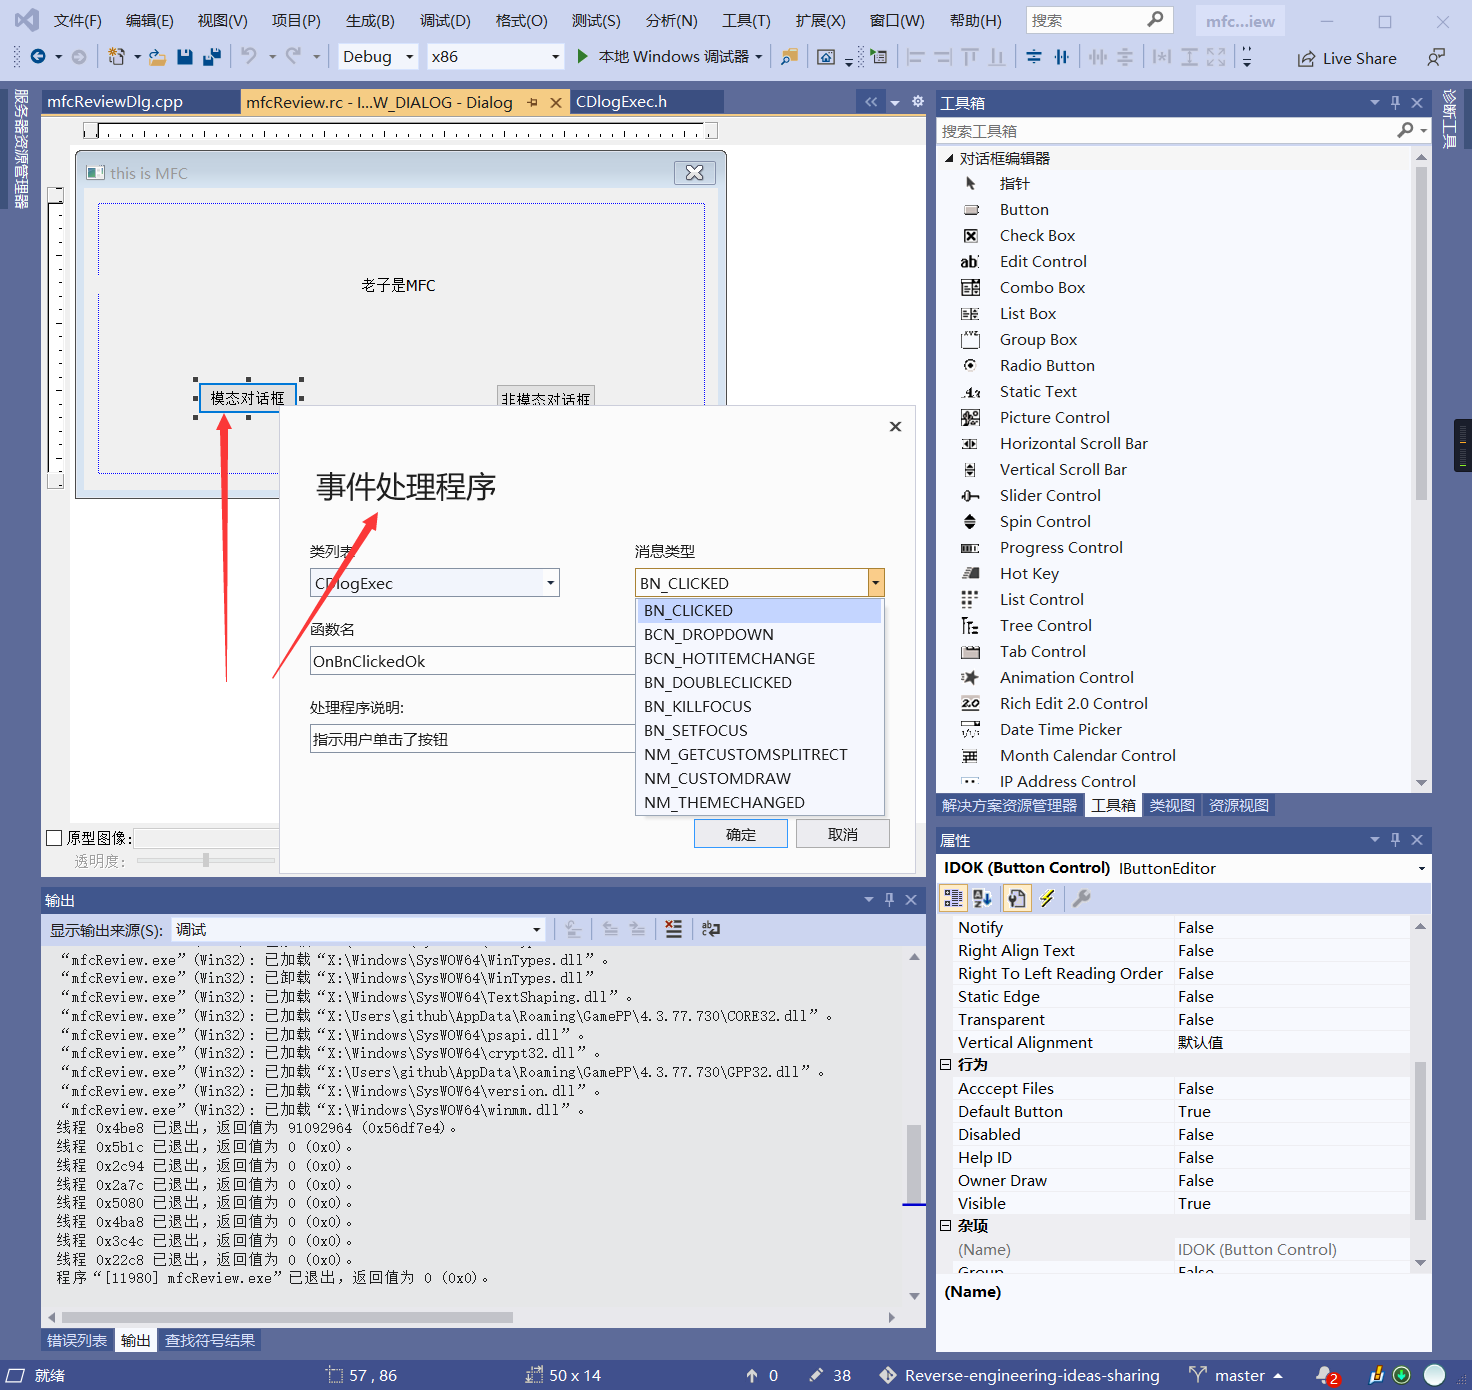 文件(F) 编辑(E) 视图(V) 项目(P) 生成(B) 调试(D) 格式(O) 测试(S) 分析(N) 工具(T) 扩展(X) 窗口(W) 帮助(H) 搜索 mfc...iew
Debug x86 本地 Windows 调试器 Live Share
服务器资源管理器
mfcReviewDlg.cpp mfcReview.rc - I...W_DIALOG - Dialog CDlogExec.h
this is MFC
老子是MFC
模态对话框 非模态对话框
事件处理程序
类列表 消息类型
CDlogExec BN_CLICKED
BN_CLICKED
BCN_DROPDOWN
BCN_HOTITEMCHANGE
BN_DOUBLECLICKED
BN_KILLFOCUS
BN_SETFOCUS
NM_GETCUSTOMSPLITRECT
NM_CUSTOMDRAW
NM_THEMECHANGED
函数名
OnBnClickedOk
处理程序说明:
指示用户单击了按钮
确定 取消
原型图像:
透明度:
工具箱
搜索工具箱
对话框编辑器
指针
Button
Check Box
Edit Control
Combo Box
List Box
Group Box
Radio Button
Static Text
Picture Control
Horizontal Scroll Bar
Vertical Scroll Bar
Slider Control
Spin Control
Progress Control
Hot Key
List Control
Tree Control
Tab Control
Animation Control
Rich Edit 2.0 Control
Date Time Picker
Month Calendar Control
IP Address Control
解决方案资源管理器 工具箱 类视图 资源视图
诊断工具
属性
IDOK (Button Control) IButtonEditor
Notify False
Right Align Text False
Right To Left Reading Order False
Static Edge False
Transparent False
Vertical Alignment 默认值
行为
Acccept Files False
Default Button True
Disabled False
Help ID False
Owner Draw False
Visible True
杂项
(Name) IDOK (Button Control)
Group False
(Name)
输出
显示输出来源(S): 调试
“mfcReview.exe”(Win32): 已加载“X:\Windows\SysWOW64\WinTypes.dll”。
“mfcReview.exe”(Win32): 已卸载“X:\Windows\SysWOW64\WinTypes.dll”
“mfcReview.exe”(Win32): 已加载“X:\Windows\SysWOW64\TextShaping.dll”。
“mfcReview.exe”(Win32): 已加载“X:\Users\github\AppData\Roaming\GamePP\4.3.77.730\CORE32.dll”。
“mfcReview.exe”(Win32): 已加载“X:\Windows\SysWOW64\psapi.dll”。
“mfcReview.exe”(Win32): 已加载“X:\Windows\SysWOW64\crypt32.dll”。
“mfcReview.exe”(Win32): 已加载“X:\Users\github\AppData\Roaming\GamePP\4.3.77.730\GPP32.dll”。
“mfcReview.exe”(Win32): 已加载“X:\Windows\SysWOW64\version.dll”。
“mfcReview.exe”(Win32): 已加载“X:\Windows\SysWOW64\winmm.dll”。
线程 0x4be8 已退出，返回值为 91092964 (0x56df7e4)。
线程 0x5b1c 已退出，返回值为 0 (0x0)。
线程 0x2c94 已退出，返回值为 0 (0x0)。
线程 0x2a7c 已退出，返回值为 0 (0x0)。
线程 0x5080 已退出，返回值为 0 (0x0)。
线程 0x4ba8 已退出，返回值为 0 (0x0)。
线程 0x3c4c 已退出，返回值为 0 (0x0)。
线程 0x22c8 已退出，返回值为 0 (0x0)。
程序“[11980] mfcReview.exe”已退出，返回值为 0 (0x0)。
错误列表 输出 查找符号结果
就绪 57 , 86 50 x 14 0 38 Reverse-engineering-ideas-sharing master 2